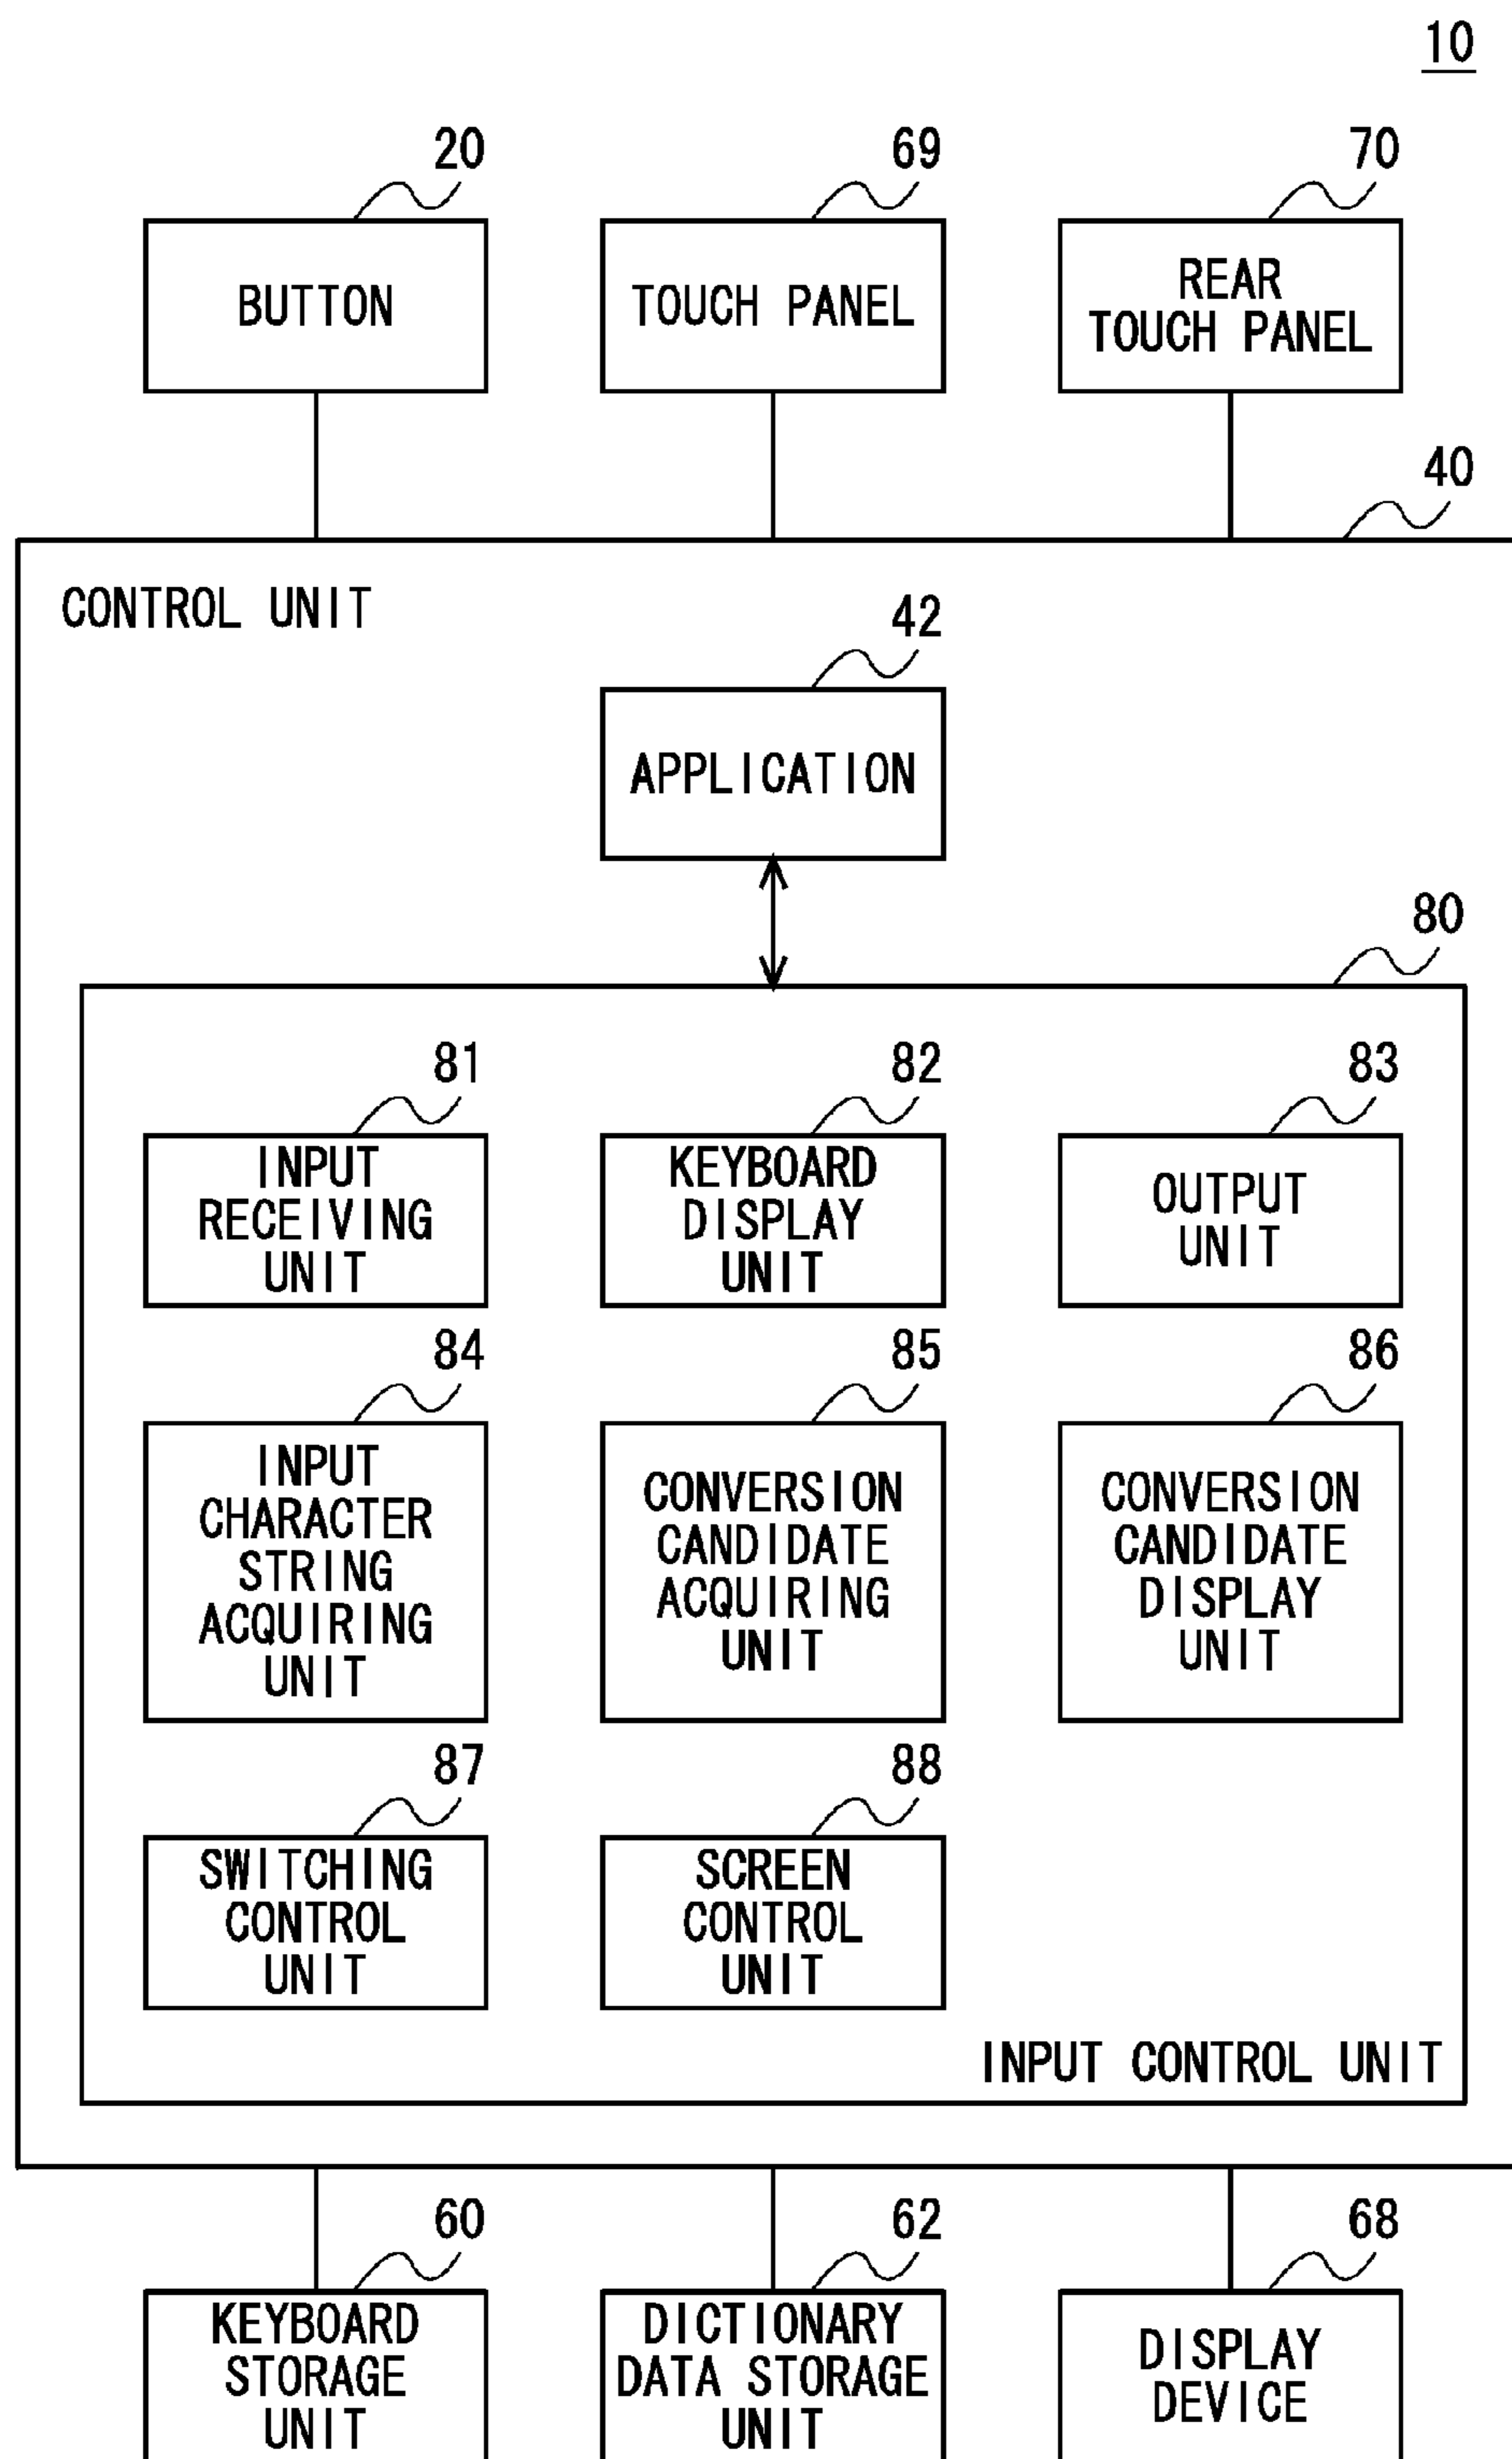 10
20
69
70
BUTTON
TOUCH PANEL
REAR
TOUCH PANEL
40
CONTROL UNIT
42
APPLICATION
80
81
82
83
INPUT
RECEIVING
UNIT
KEYBOARD
DISPLAY
UNIT
OUTPUT
UNIT
84
85
86
INPUT
CHARACTER
STRING
ACQUIRING
UNIT
CONVERSION
CANDIDATE
ACQUIRING
UNIT
CONVERSION
CANDIDATE
DISPLAY
UNIT
87
88
SWITCHING
CONTROL
UNIT
SCREEN
CONTROL
UNIT
INPUT CONTROL UNIT
60
62
68
KEYBOARD
STORAGE
UNIT
DICTIONARY
DATA STORAGE
UNIT
DISPLAY
DEVICE